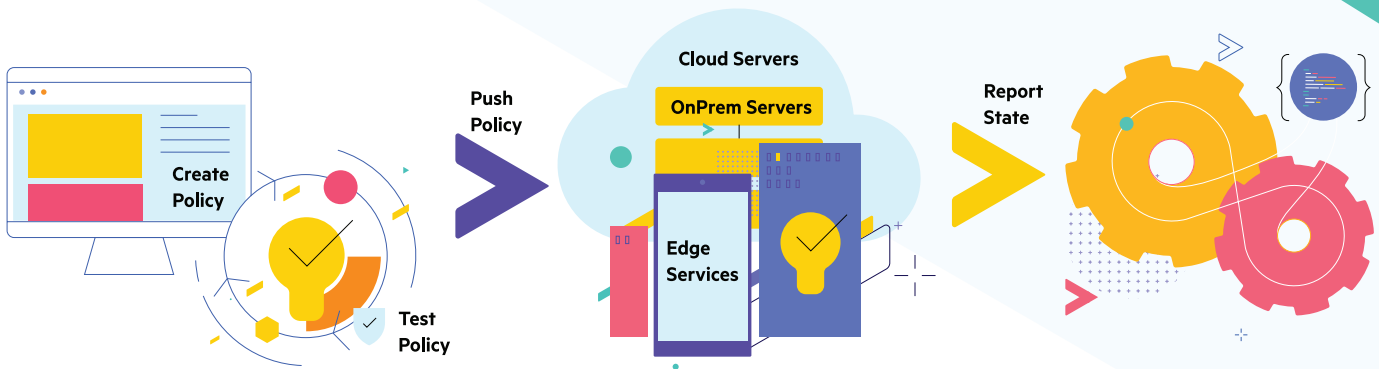 Create
Policy
Test
Policy
Push
Policy
Cloud Servers
OnPrem Servers
Edge
Services
Report
State